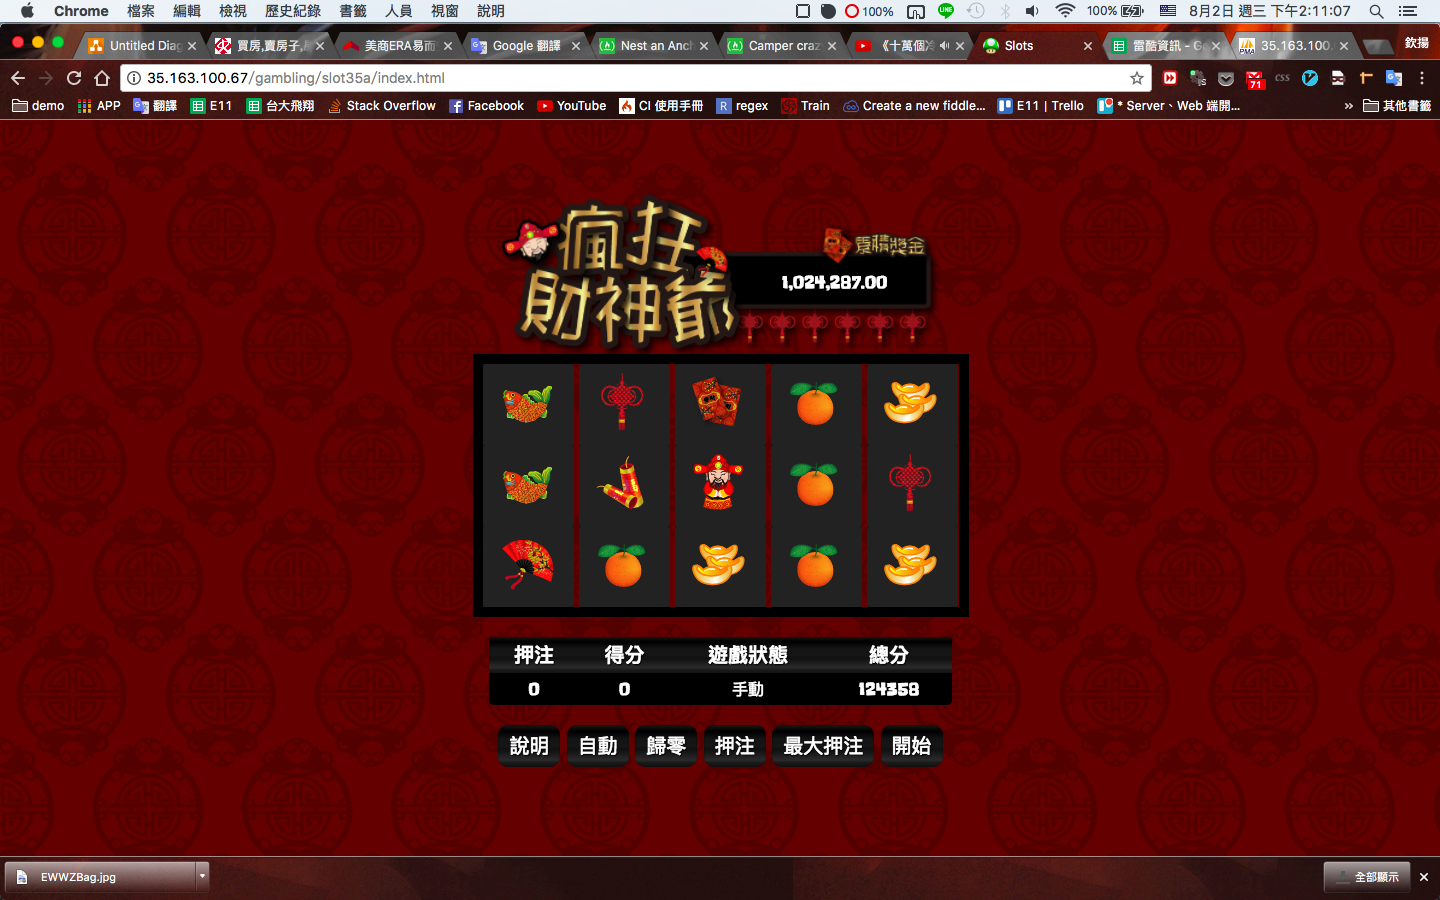 Chrome 檔案 編輯 檢視 歷史紀錄 書籤 人員 視窗 說明 100% LINE 100% 8月2日 週三 下午2:11:07
Untitled Diag 買房,賣房子,房 美商ERA易而 Google 翻譯 Nest an Anch Camper craz 《十萬個冷 Slots 雷酷資訊 - Go 35.163.100. 欽揚
35.163.100.67/gambling/slot35a/index.html 71 CSS
demo APP 翻譯 E11 台大飛翔 Stack Overflow Facebook YouTube CI 使用手冊 R regex Train Create a new fiddle... E11 | Trello * Server、Web 端開... » 其他書籤
瘋狂
財神爺
累積獎金
1,024,287.00
押注 得分 遊戲狀態 總分
0 0 手動 124358
說明 自動 歸零 押注 最大押注 開始
EWWZBag.jpg 全部顯示